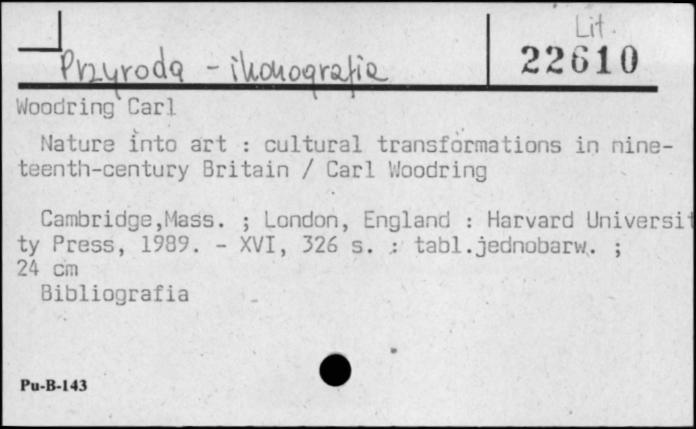 Lit.
22610
Przyroda - ikonografia
Woodring Carl
Nature into art : cultural transformations in nine-
teenth-century Britain / Carl Woodring
Cambridge,Mass. ; London, England : Harvard Universit
ty Press, 1989. - XVI, 326 s. : tabl.jednobarw. ;
24 cm
Bibliografia
Pu-B-143